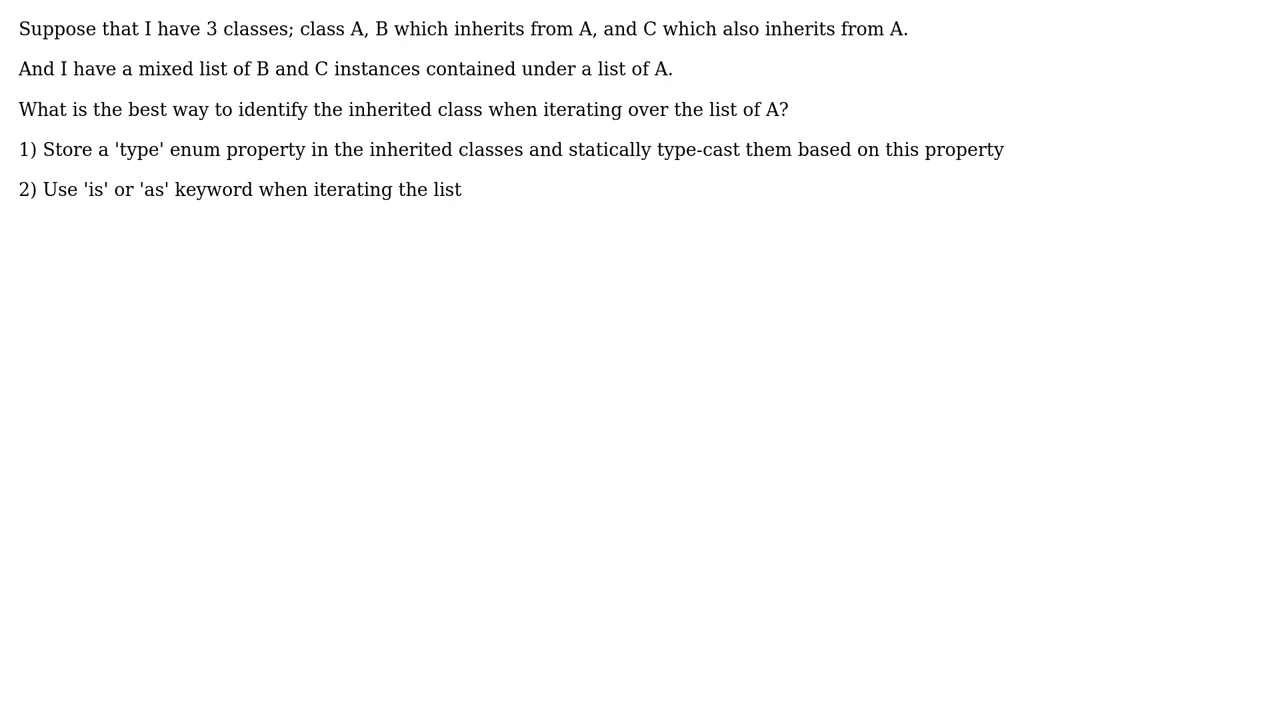 Suppose that I have 3 classes; class A, B which inherits from A, and C which also inherits from A.
And I have a mixed list of B and C instances contained under a list of A.
What is the best way to identify the inherited class when iterating over the list of A?
1) Store a 'type' enum property in the inherited classes and statically type-cast them based on this property
2) Use 'is' or 'as' keyword when iterating the list